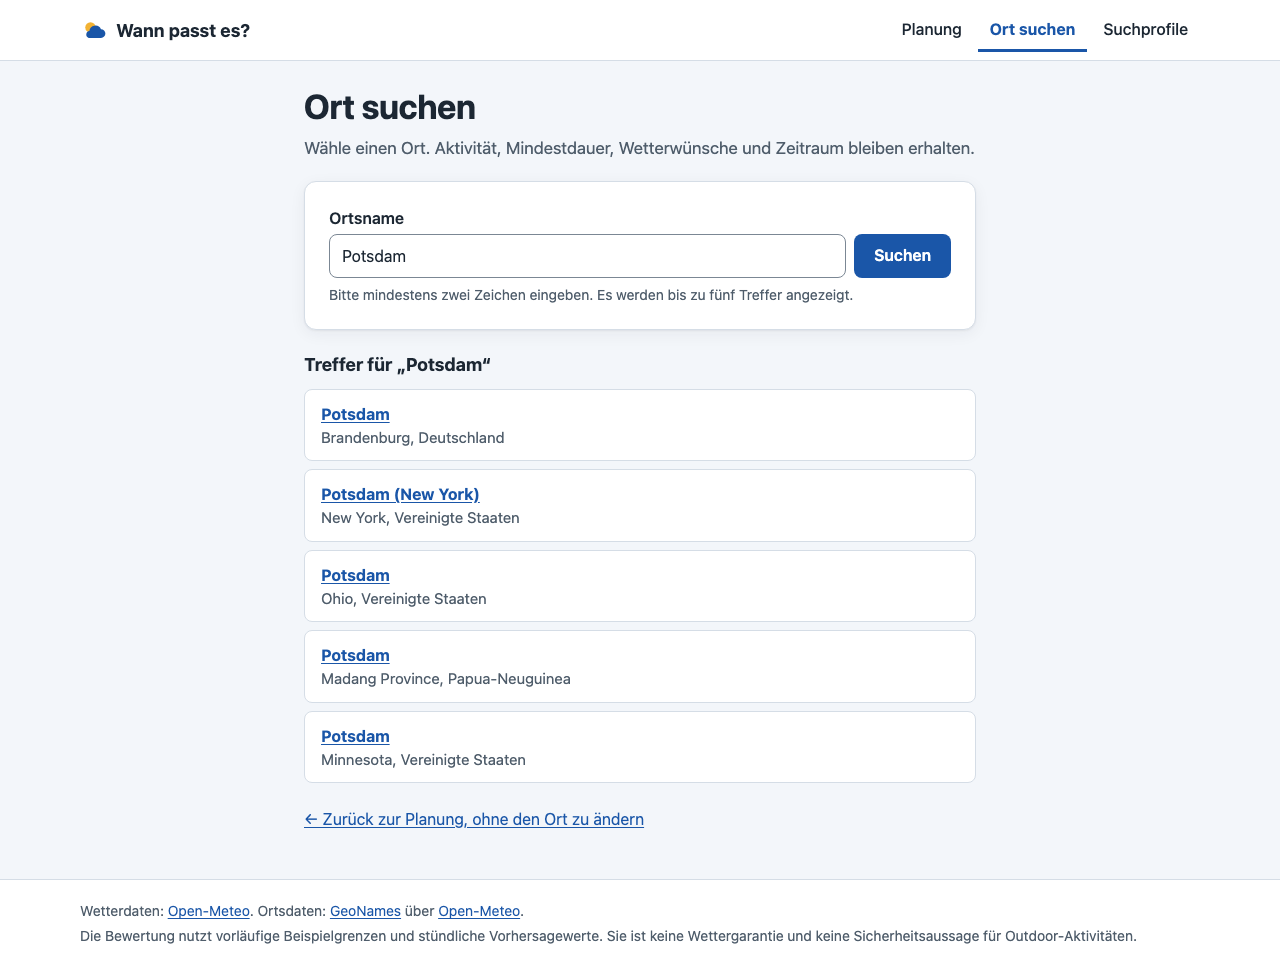 Wann passt es?
Planung
Ort suchen
Suchprofile
Ort suchen
Wähle einen Ort. Aktivität, Mindestdauer, Wetterwünsche und Zeitraum bleiben erhalten.
Ortsname
Potsdam
Suchen
Bitte mindestens zwei Zeichen eingeben. Es werden bis zu fünf Treffer angezeigt.
Treffer für „Potsdam“
Potsdam
Brandenburg, Deutschland
Potsdam (New York)
New York, Vereinigte Staaten
Potsdam
Ohio, Vereinigte Staaten
Potsdam
Madang Province, Papua-Neuguinea
Potsdam
Minnesota, Vereinigte Staaten
← Zurück zur Planung, ohne den Ort zu ändern
Wetterdaten: Open-Meteo. Ortsdaten: GeoNames über Open-Meteo.
Die Bewertung nutzt vorläufige Beispielgrenzen und stündliche Vorhersagewerte. Sie ist keine Wettergarantie und keine Sicherheitsaussage für Outdoor-Aktivitäten.